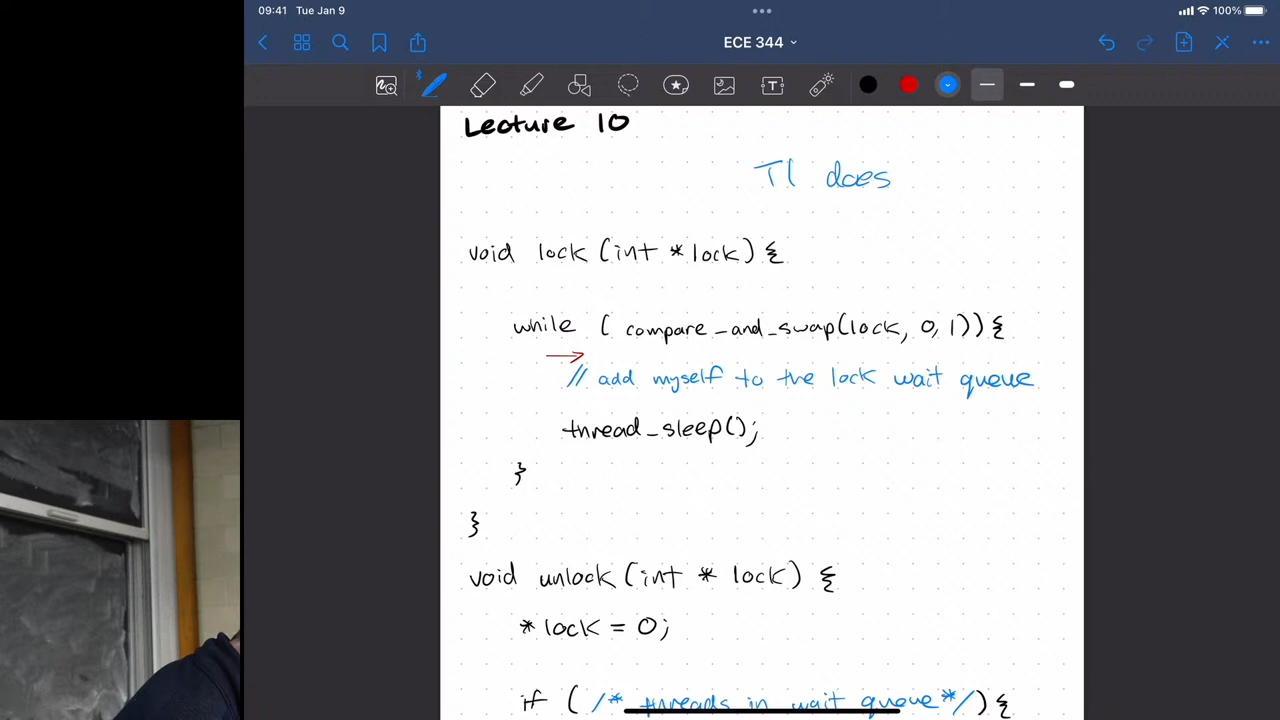 09:41 Tue Jan 9
100%
ECE 344
Lecture 10
T1 does
void lock (int * lock) {
while ( compare_and_swap(lock, 0, 1)) {
// add myself to the lock wait queue
thread_sleep();
}
}
void unlock (int * lock) {
* lock = 0;
if ( /* threads in wait queue */) {